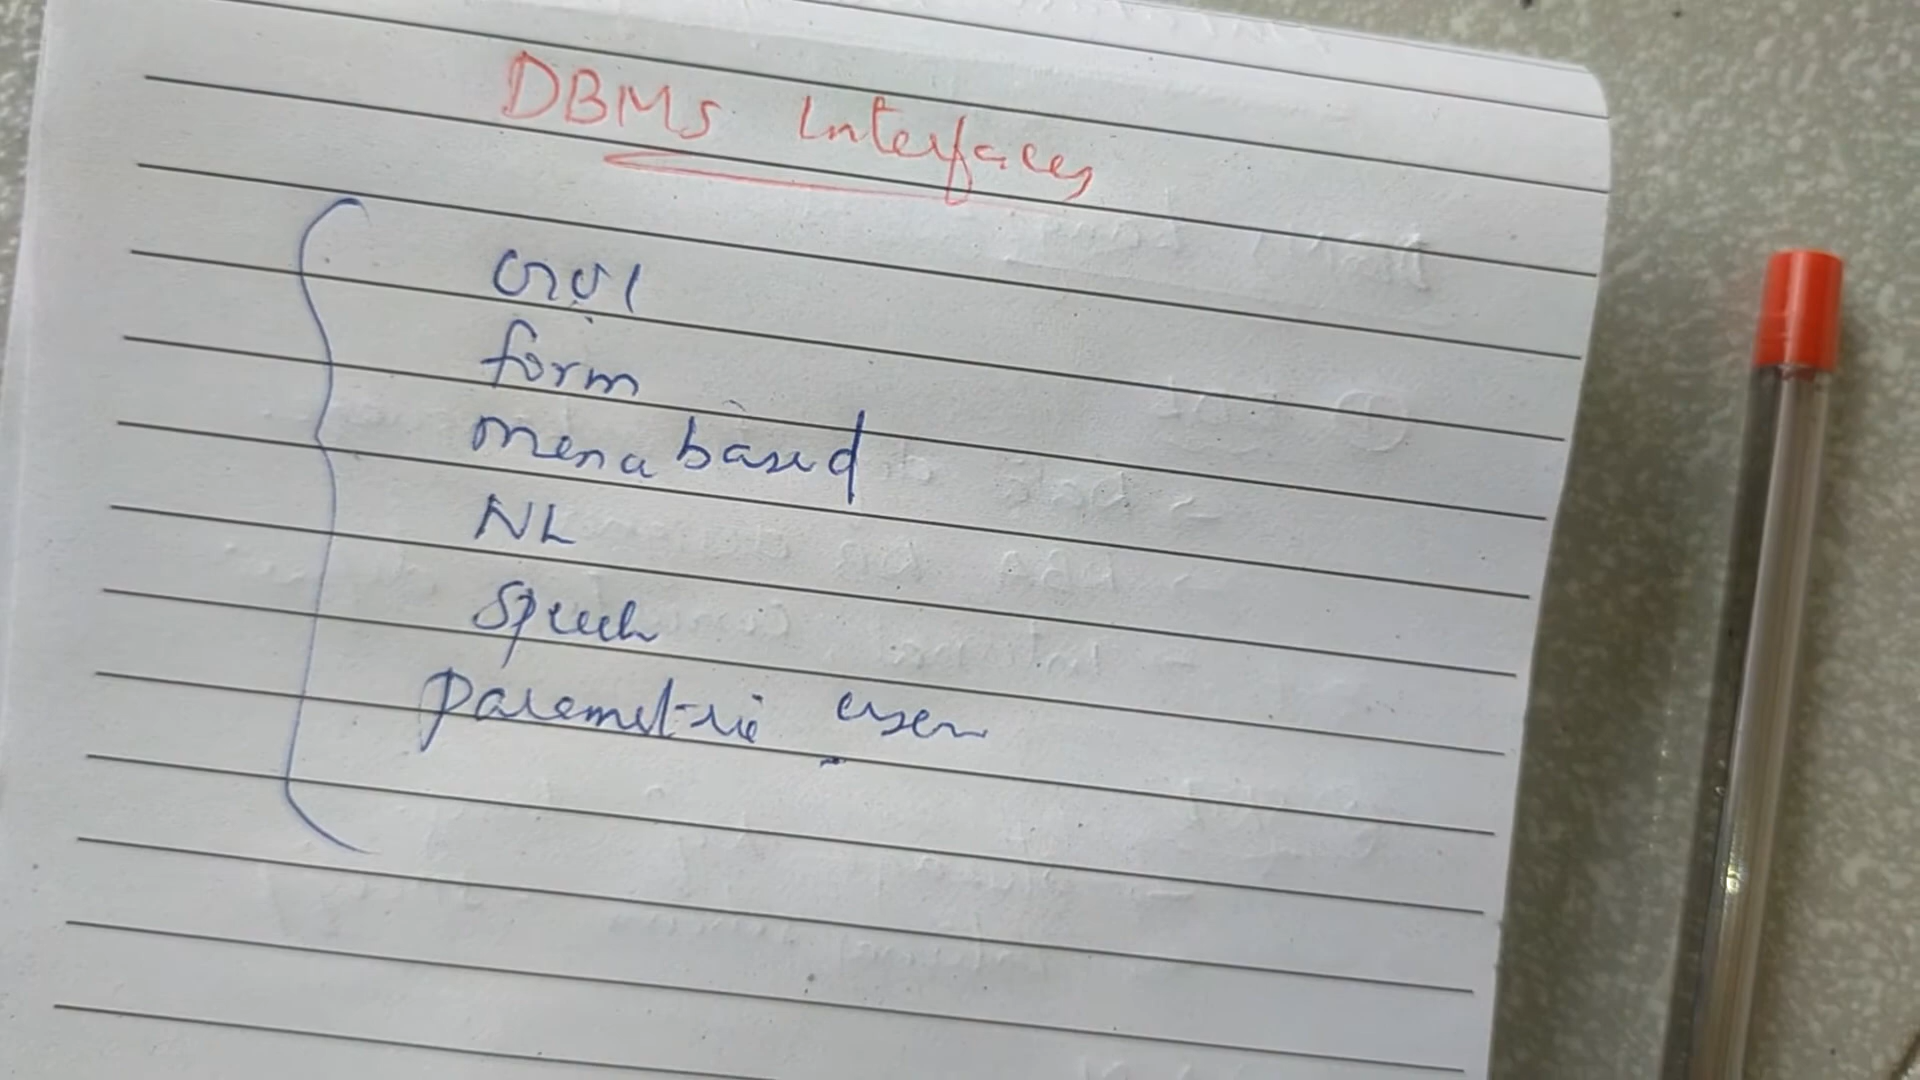 DBMS Interfaces
GUI
form
menu based
NL
Speech
parametric user